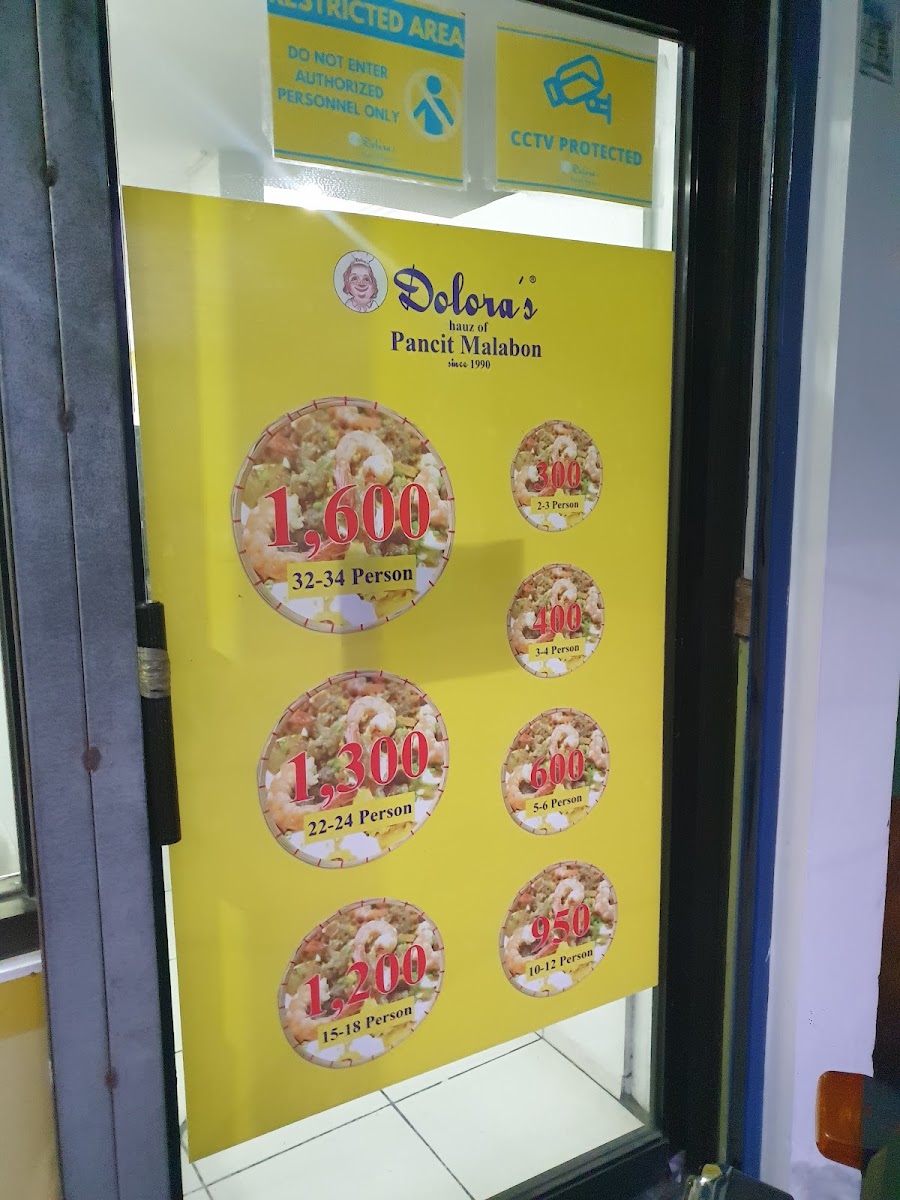 RESTRICTED AREA
DO NOT ENTER
AUTHORIZED
PERSONNEL ONLY
Dolora's
CCTV PROTECTED
Dolora's
Dolora's®
hauz of
Pancit Malabon
since 1990
1,600
32-34 Person
1,300
22-24 Person
1,200
15-18 Person
300
2-3 Person
400
3-4 Person
600
5-6 Person
950
10-12 Person